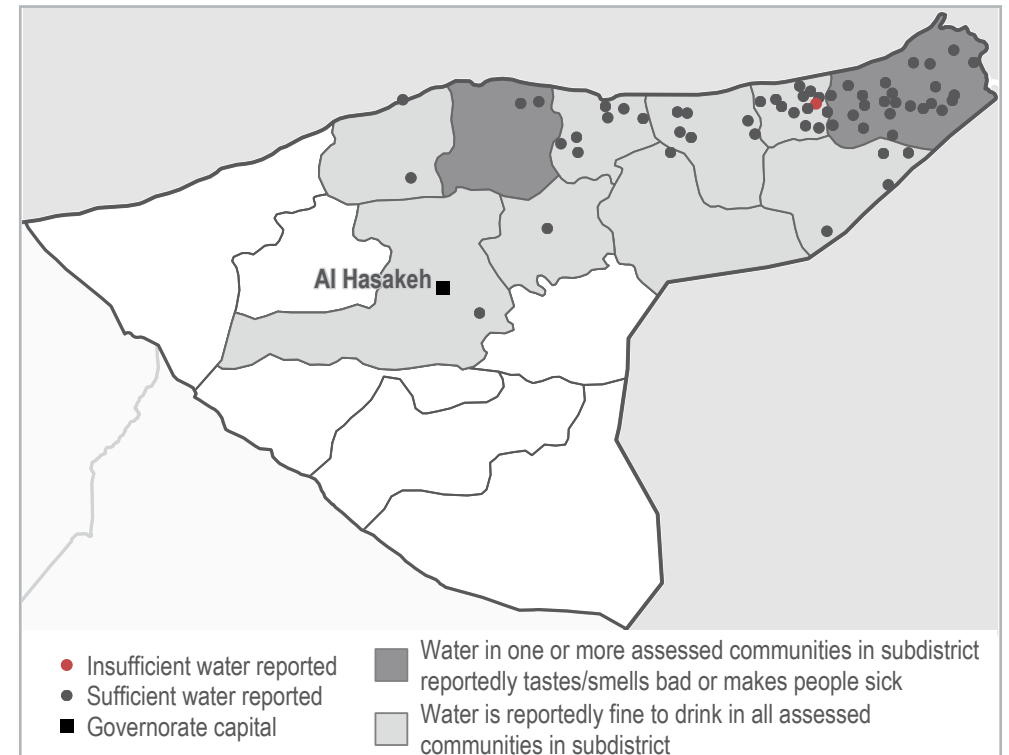 Al Hasakeh
Insufficient water reported
Sufficient water reported
Governorate capital
Water in one or more assessed communities in subdistrict
reportedly tastes/smells bad or makes people sick
Water is reportedly fine to drink in all assessed
communities in subdistrict